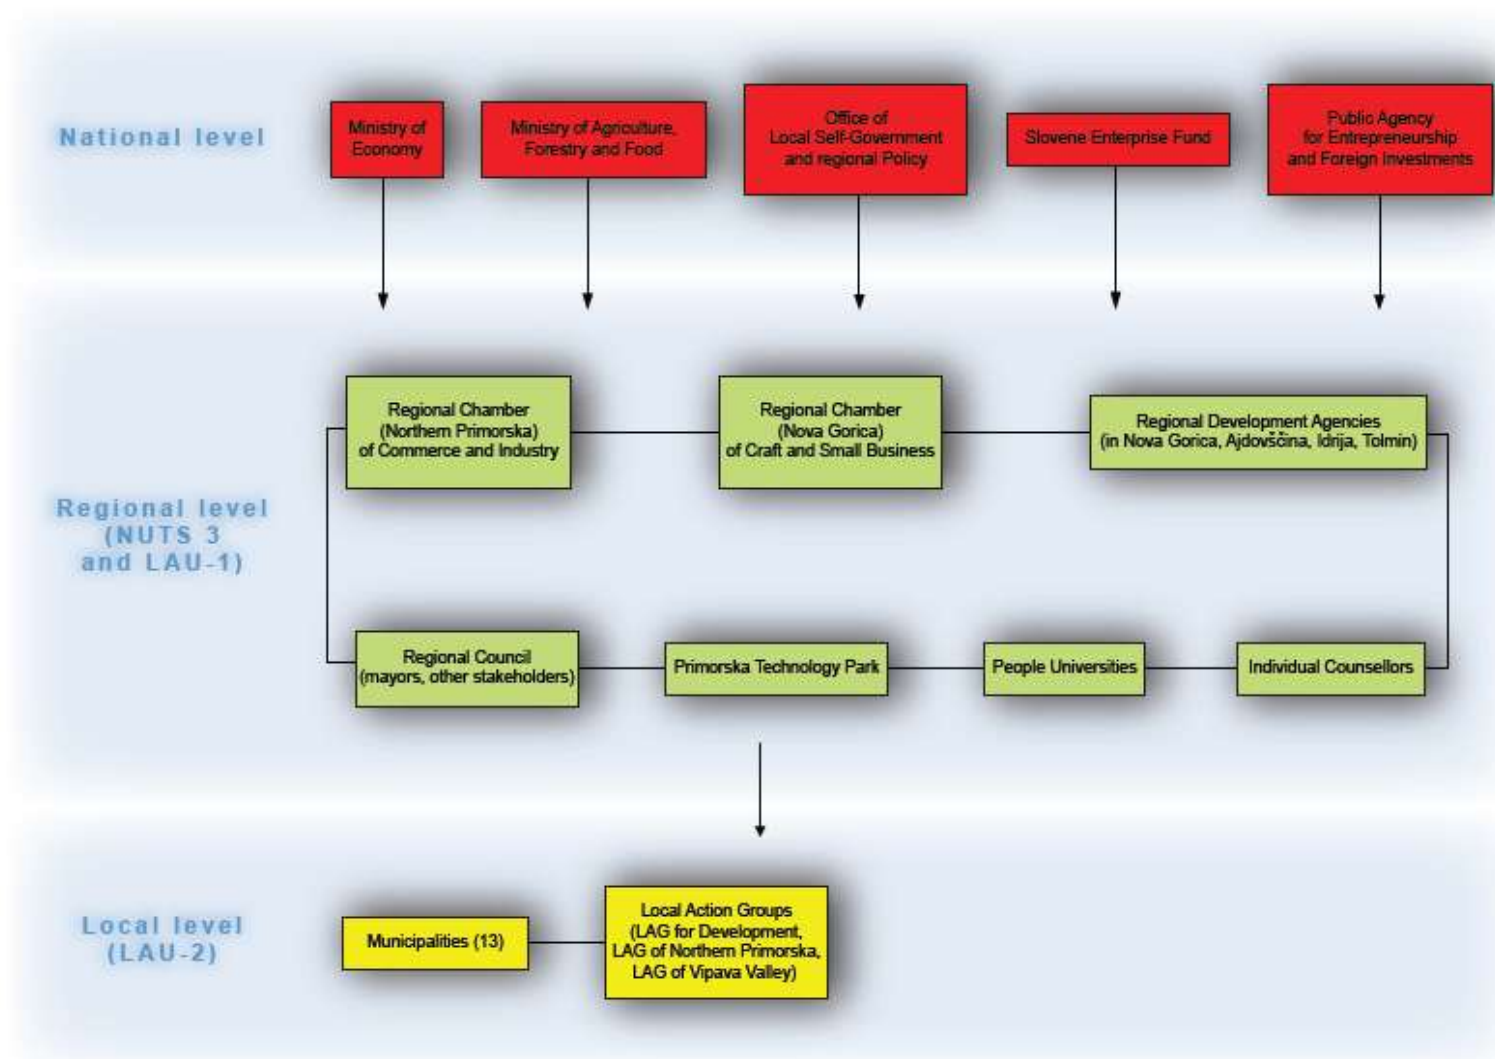 National level
Ministry of
Economy
Ministry of Agriculture,
Forestry and Food
Office of
Local Self-Government
and regional Policy
Slovene Enterprise Fund
Public Agency
for Entrepreneurship
and Foreign Investments
Regional level
(NUTS 3
and LAU-1)
Regional Chamber
(Northern Primorska)
of Commerce and Industry
Regional Chamber
(Nova Gorica)
of Craft and Small Business
Regional Development Agencies
(in Nova Gorica, Ajdovščina, Idrija, Tolmin)
Regional Council
(mayors, other stakeholders)
Primorska Technology Park
People Universities
Individual Counsellors
Local level
(LAU-2)
Municipalities (13)
Local Action Groups
(LAG for Development,
LAG of Northern Primorska,
LAG of Vipava Valley)